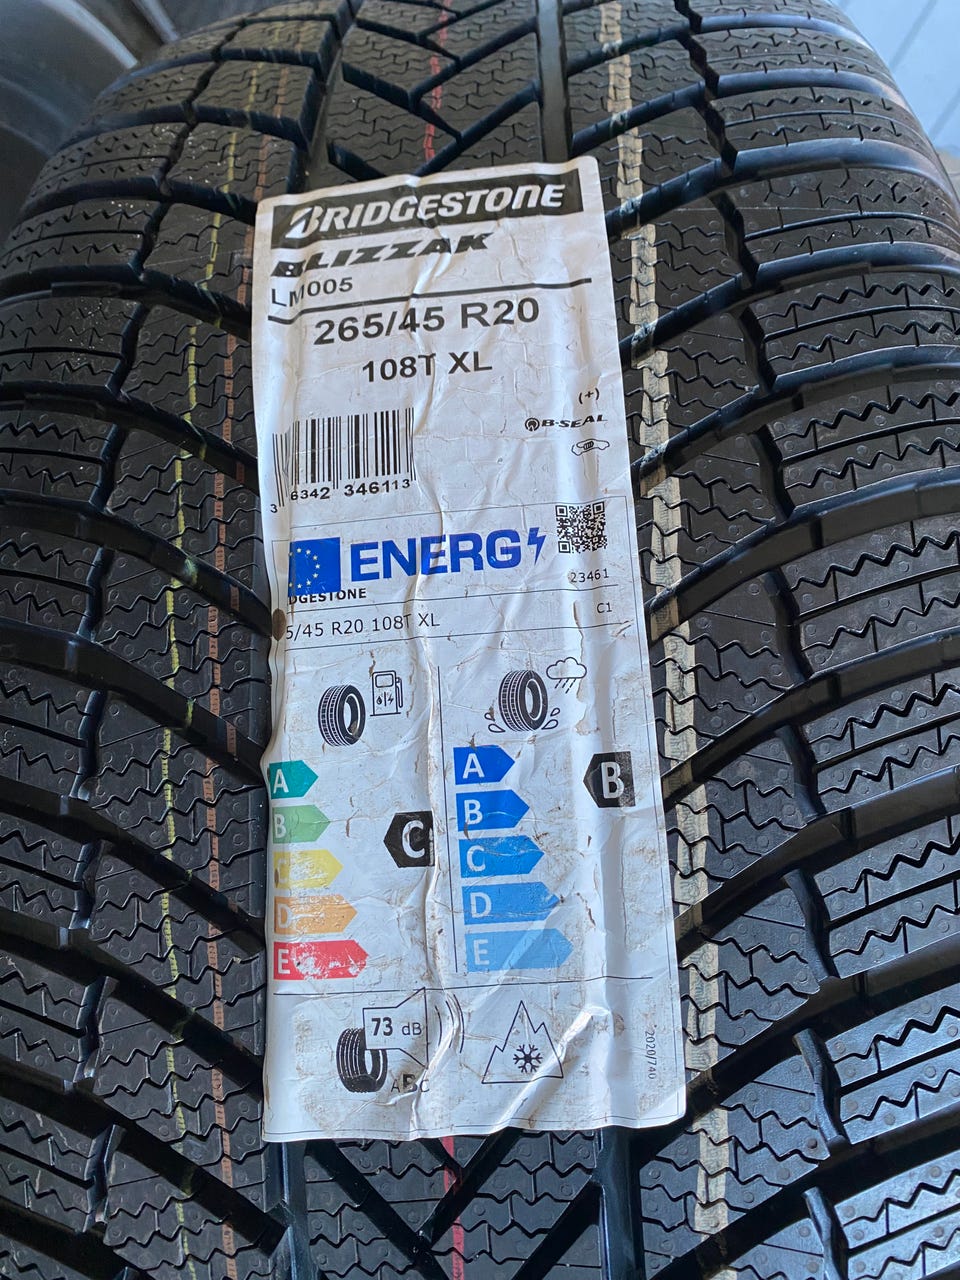 BRIDGESTONE
BLIZZAK
LM005
265/45 R20
108T XL
(+)
B-SEAL
3 6342 346113
ENERG
23461
DGESTONE
C1
5/45 R20 108T XL
A
B
C
D
E
C
A
B
C
D
E
B
73 dB
ABC
2020/740